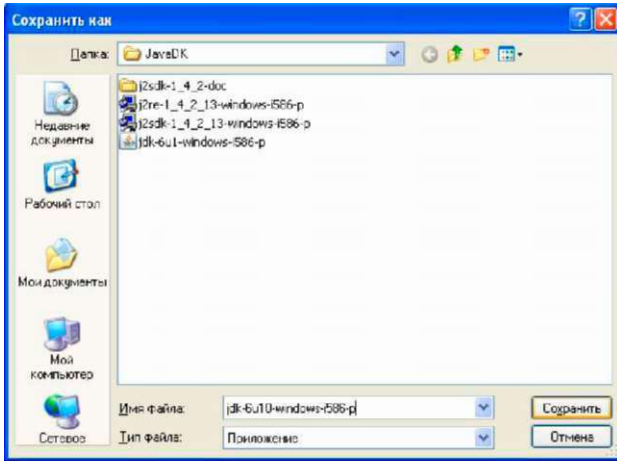 Сохранить как
Папка:
JavaDK
j2sdk-1_4_2-doc
j2re-1_4_2_13-windows-i586-p
j2sdk-1_4_2_13-windows-i586-p
jdk-6u1-windows-i586-p
Недавние
документы
Рабочий стол
Мои документы
Мой
компьютер
Сетевое
Имя файла:
jdk-6u10-windows-i586-p
Сохранить
Тип файла:
Приложение
Отмена